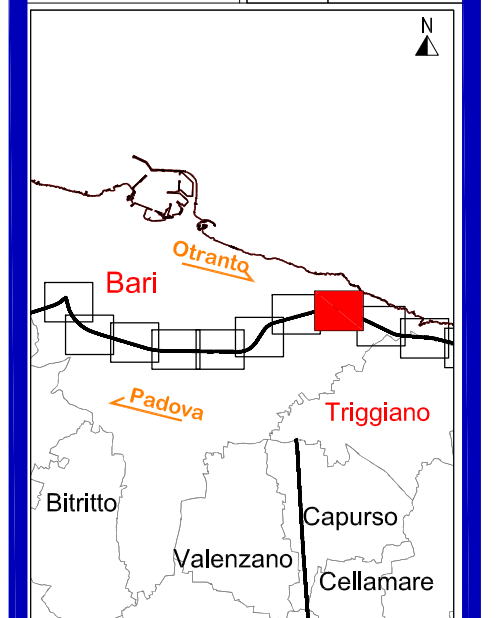 N
Otranto
Bari
Padova
Triggiano
Bitritto
Capurso
Valenzano
Cellamare